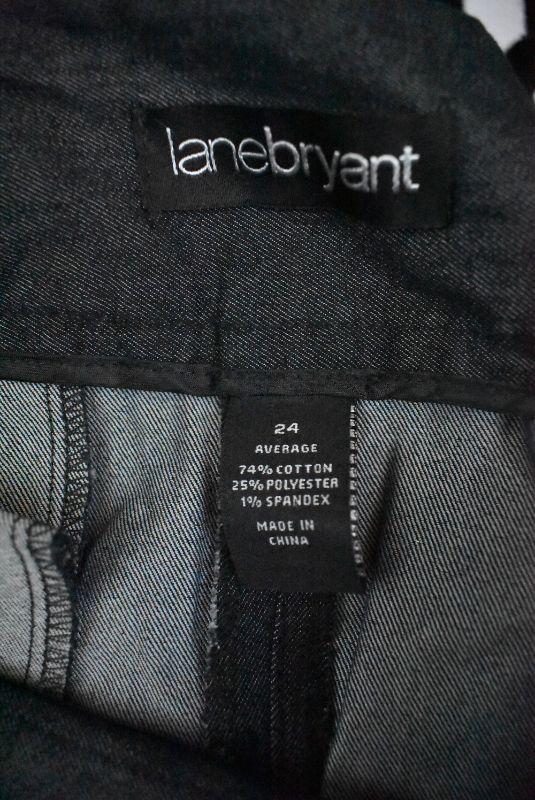 lanebryant
24
AVERAGE
74% COTTON
25% POLYESTER
1% SPANDEX
MADE IN
CHINA